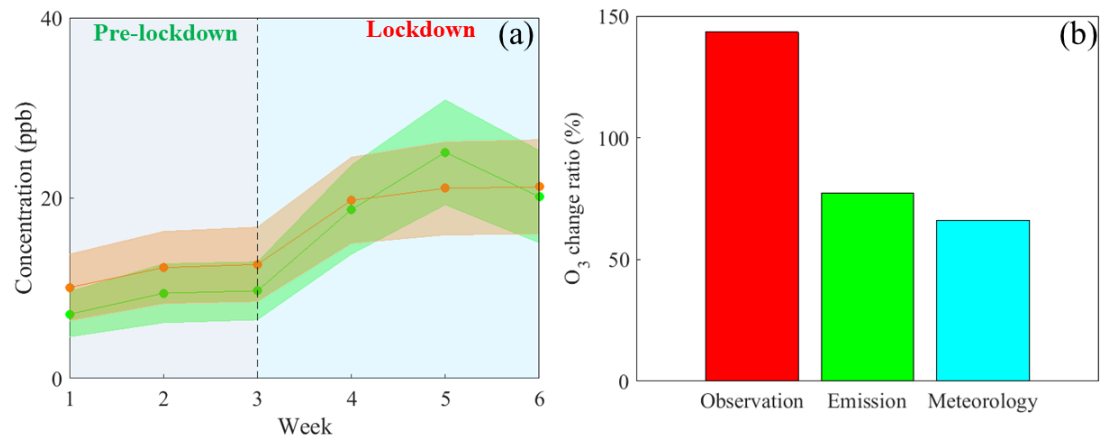 Pre-lockdown
Lockdown
(a)
40
20
0
Concentration (ppb)
1 2 3 4 5 6
Week
(b)
150
100
50
0
O₃ change ratio (%)
Observation Emission Meteorology